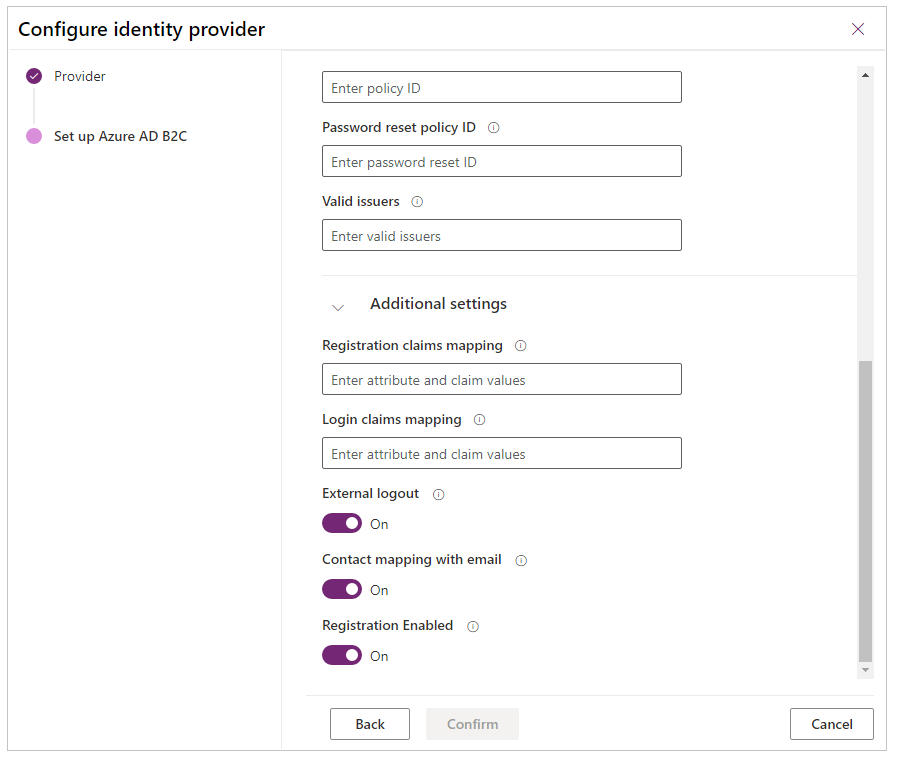 Configure identity provider
Provider
Set up Azure AD B2C
Enter policy ID
Password reset policy ID
Enter password reset ID
Valid issuers
Enter valid issuers
Additional settings
Registration claims mapping
Enter attribute and claim values
Login claims mapping
Enter attribute and claim values
External logout
On
Contact mapping with email
On
Registration Enabled
On
Back Confirm Cancel